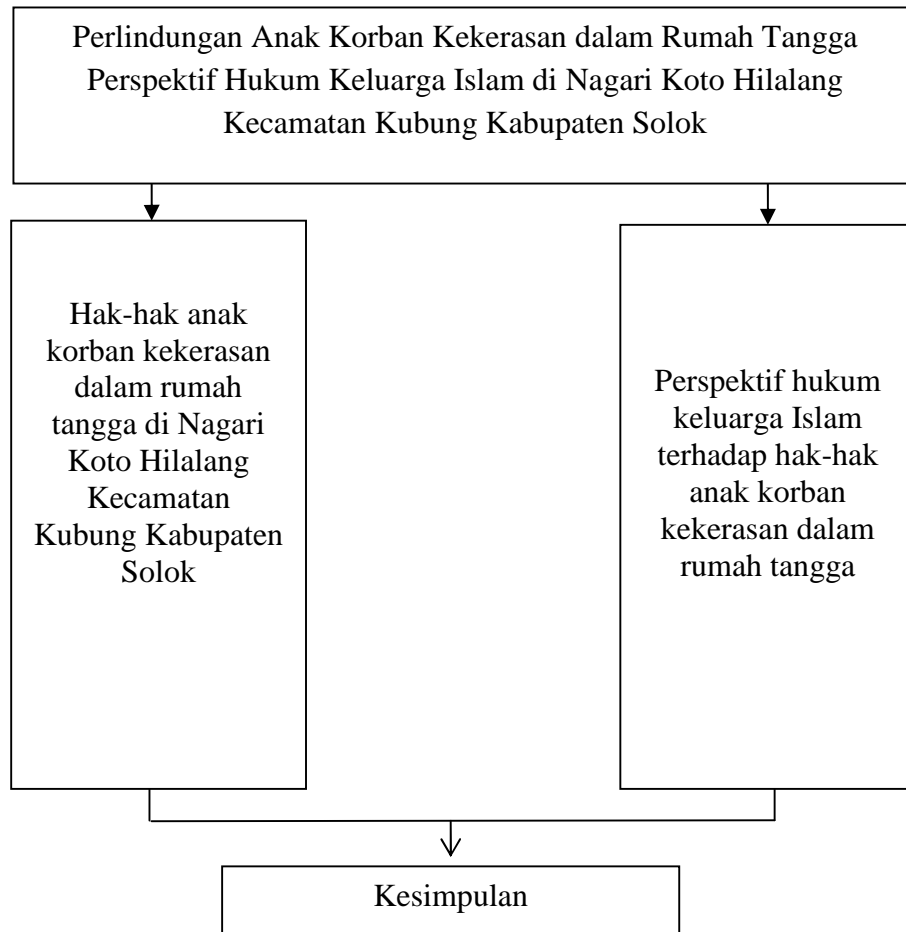 Perlindungan Anak Korban Kekerasan dalam Rumah Tangga
Perspektif Hukum Keluarga Islam di Nagari Koto Hilalang
Kecamatan Kubung Kabupaten Solok
Hak-hak anak
korban kekerasan
dalam rumah
tangga di Nagari
Koto Hilalang
Kecamatan
Kubung Kabupaten
Solok
Perspektif hukum
keluarga Islam
terhadap hak-hak
anak korban
kekerasan dalam
rumah tangga
Kesimpulan